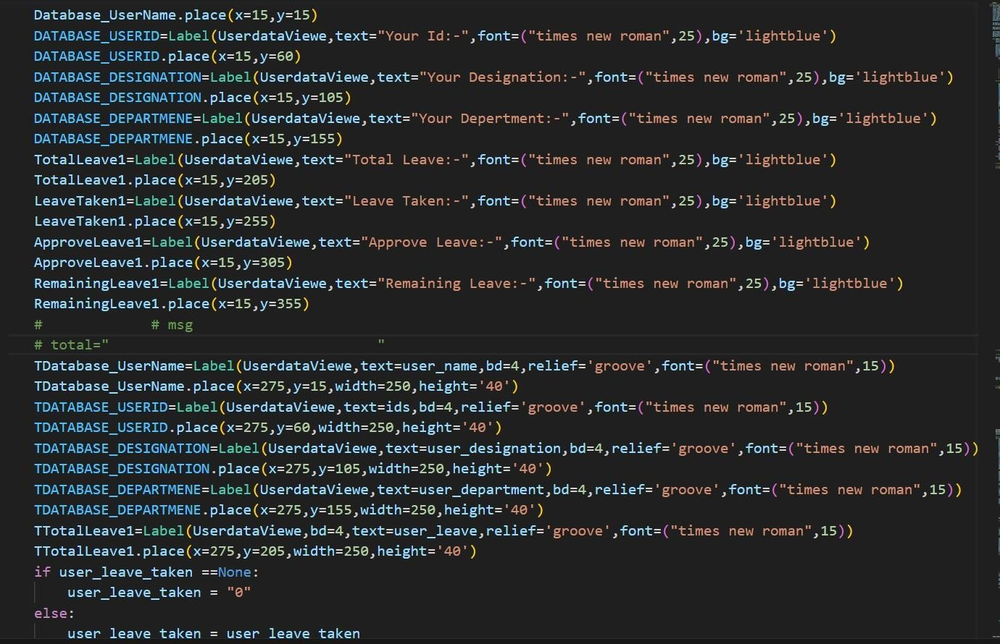 Database_UserName.place(x=15,y=15)
DATABASE_USERID=Label(UserdataViewe,text="Your Id:-",font=("times new roman",25),bg='lightblue')
DATABASE_USERID.place(x=15,y=60)
DATABASE_DESIGNATION=Label(UserdataViewe,text="Your Designation:-",font=("times new roman",25),bg='lightblue')
DATABASE_DESIGNATION.place(x=15,y=105)
DATABASE_DEPARTMENE=Label(UserdataViewe,text="Your Depertment:-",font=("times new roman",25),bg='lightblue')
DATABASE_DEPARTMENE.place(x=15,y=155)
TotalLeave1=Label(UserdataViewe,text="Total Leave:-",font=("times new roman",25),bg='lightblue')
TotalLeave1.place(x=15,y=205)
LeaveTaken1=Label(UserdataViewe,text="Leave Taken:-",font=("times new roman",25),bg='lightblue')
LeaveTaken1.place(x=15,y=255)
ApproveLeave1=Label(UserdataViewe,text="Approve Leave:-",font=("times new roman",25),bg='lightblue')
ApproveLeave1.place(x=15,y=305)
RemainingLeave1=Label(UserdataViewe,text="Remaining Leave:-",font=("times new roman",25),bg='lightblue')
RemainingLeave1.place(x=15,y=355)
#             # msg
# total="                                "
TDatabase_UserName=Label(UserdataViewe,text=user_name,bd=4,relief='groove',font=("times new roman",15))
TDatabase_UserName.place(x=275,y=15,width=250,height='40')
TDATABASE_USERID=Label(UserdataViewe,text=ids,bd=4,relief='groove',font=("times new roman",15))
TDATABASE_USERID.place(x=275,y=60,width=250,height='40')
TDATABASE_DESIGNATION=Label(UserdataViewe,text=user_designation,bd=4,relief='groove',font=("times new roman",15))
TDATABASE_DESIGNATION.place(x=275,y=105,width=250,height='40')
TDATABASE_DEPARTMENE=Label(UserdataViewe,text=user_department,bd=4,relief='groove',font=("times new roman",15))
TDATABASE_DEPARTMENE.place(x=275,y=155,width=250,height='40')
TTotalLeave1=Label(UserdataViewe,bd=4,text=user_leave,relief='groove',font=("times new roman",15))
TTotalLeave1.place(x=275,y=205,width=250,height='40')
if user_leave_taken ==None:
    user_leave_taken = "0"
else:
    user_leave_taken = user_leave_taken